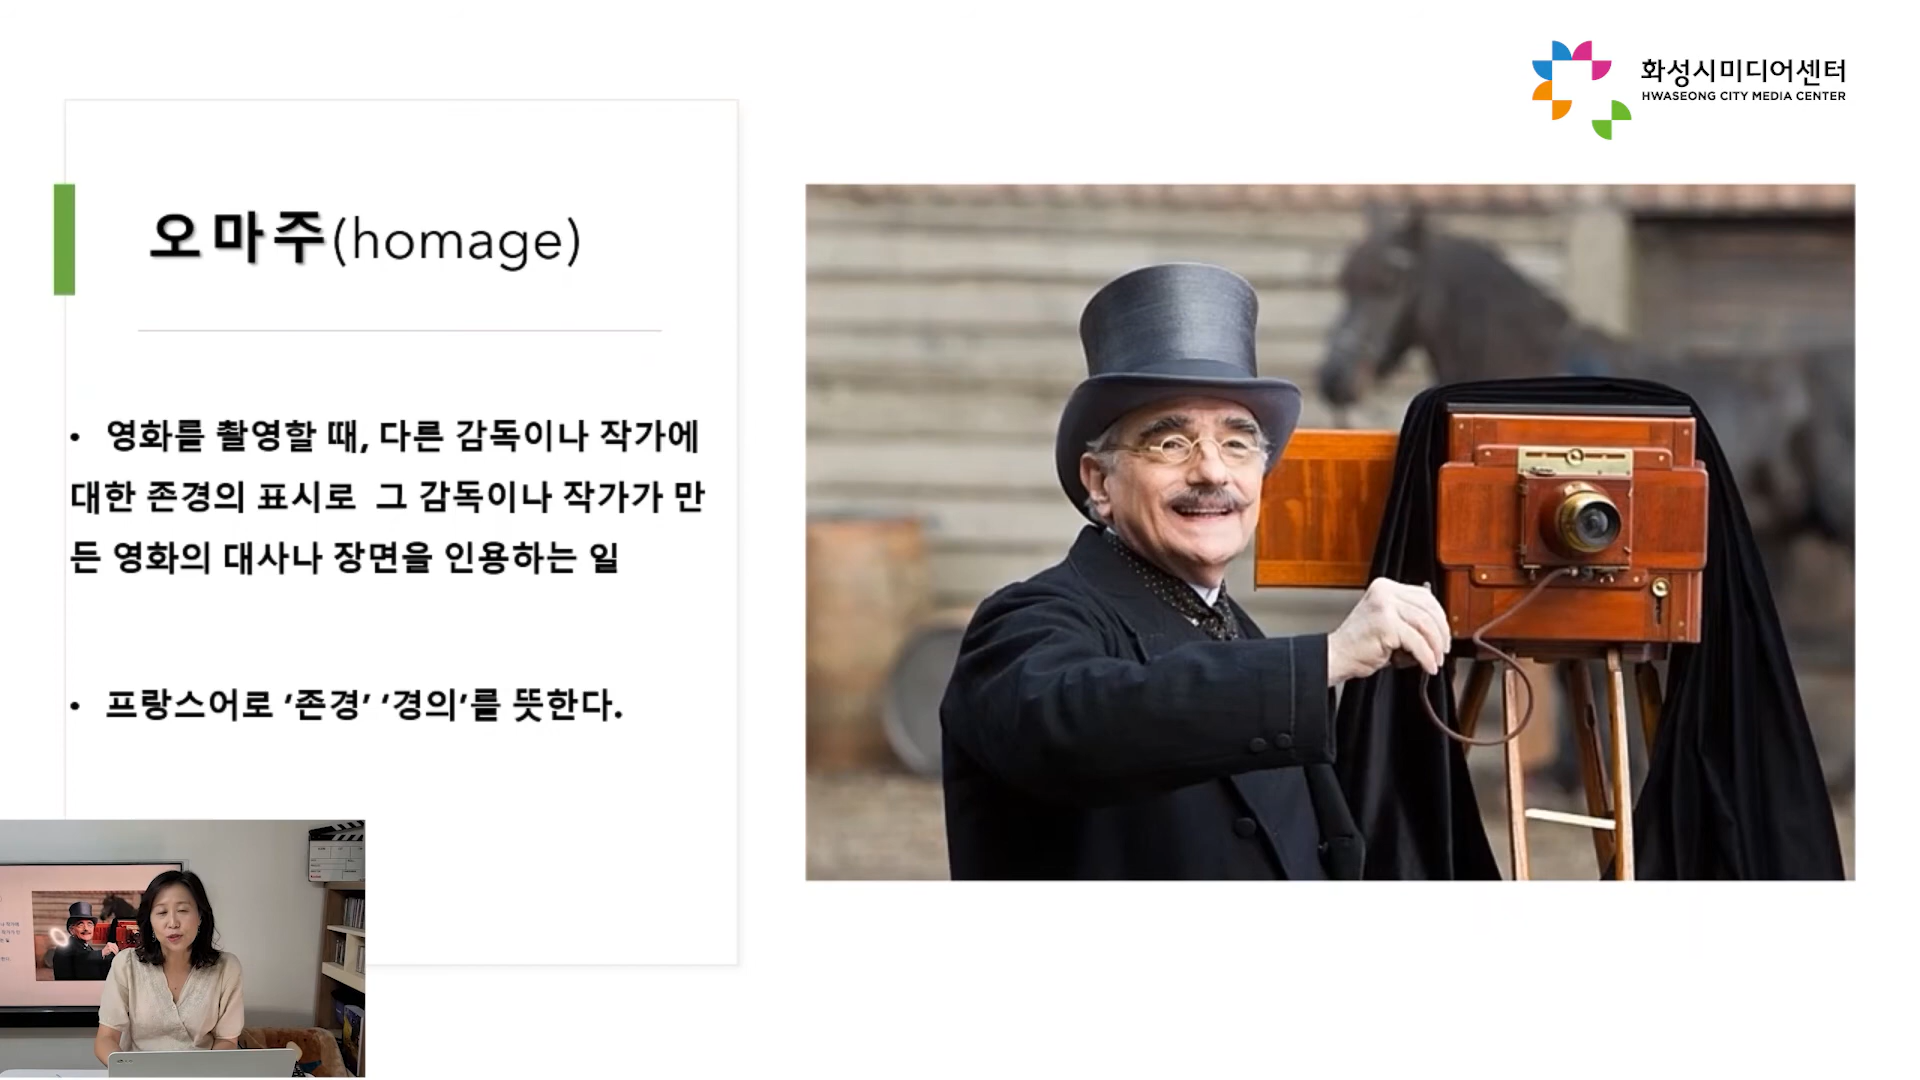 화성시미디어센터
HWASEONG CITY MEDIA CENTER
오마주(homage)
• 영화를 촬영할 때, 다른 감독이나 작가에
대한 존경의 표시로 그 감독이나 작가가 만
든 영화의 대사나 장면을 인용하는 일
• 프랑스어로 ‘존경’ ‘경의’를 뜻한다.